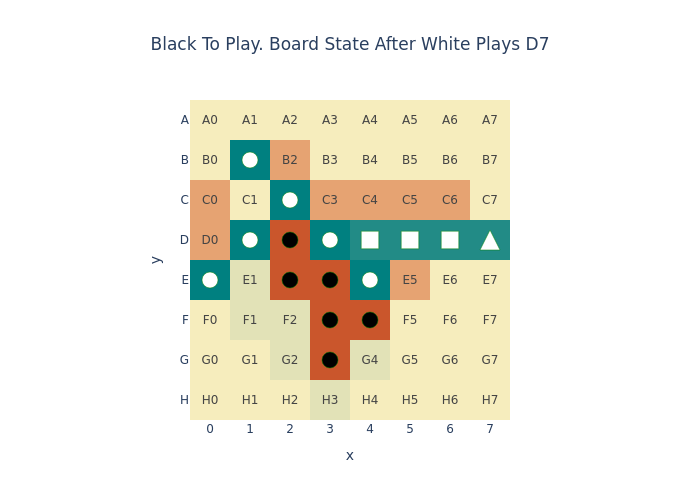 Black To Play. Board State After White Plays D7
A A0 A1 A2 A3 A4 A5 A6 A7
B B0 B2 B3 B4 B5 B6 B7
C C0 C1 C3 C4 C5 C6 C7
D D0
E E1 E5 E6 E7
F F0 F1 F2 F5 F6 F7
G G0 G1 G2 G4 G5 G6 G7
H H0 H1 H2 H3 H4 H5 H6 H7
0 1 2 3 4 5 6 7
x
y